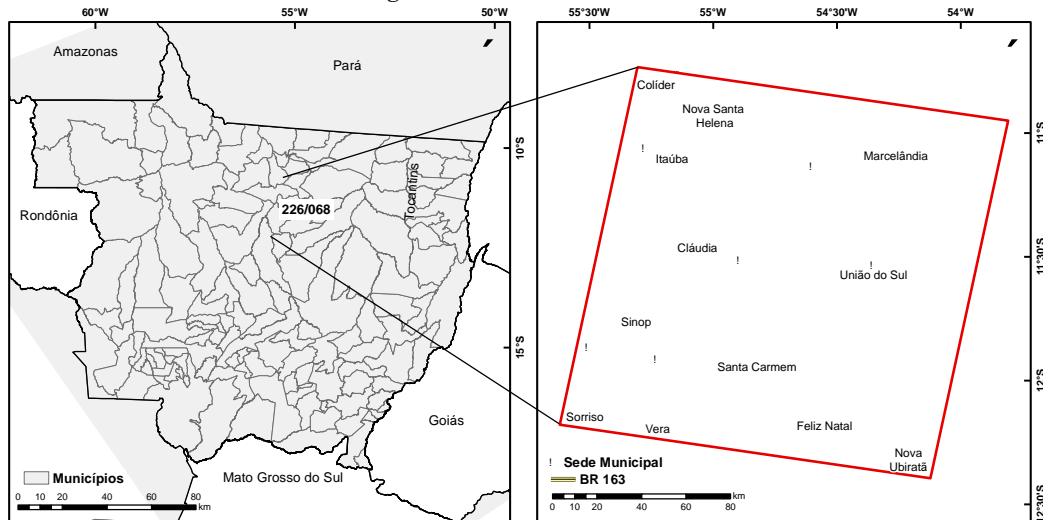 60°W 55°W 50°W
Amazonas
Pará
10°S
Tocantins
Rondônia
226/068
15°S
Goiás
Mato Grosso do Sul
Municípios
0 10 20 40 60 80
km
55°30'W 55°W 54°30'W 54°W
Colíder
Nova Santa
Helena
11°S
Itaúba
Marcelândia
Cláudia
11°30'S
União do Sul
Sinop
Santa Carmem
12°S
Sorriso
Vera
Feliz Natal
Nova
Ubiratã
! Sede Municipal
BR 163
0 5 10 20 40 60 80
km
12°30'S